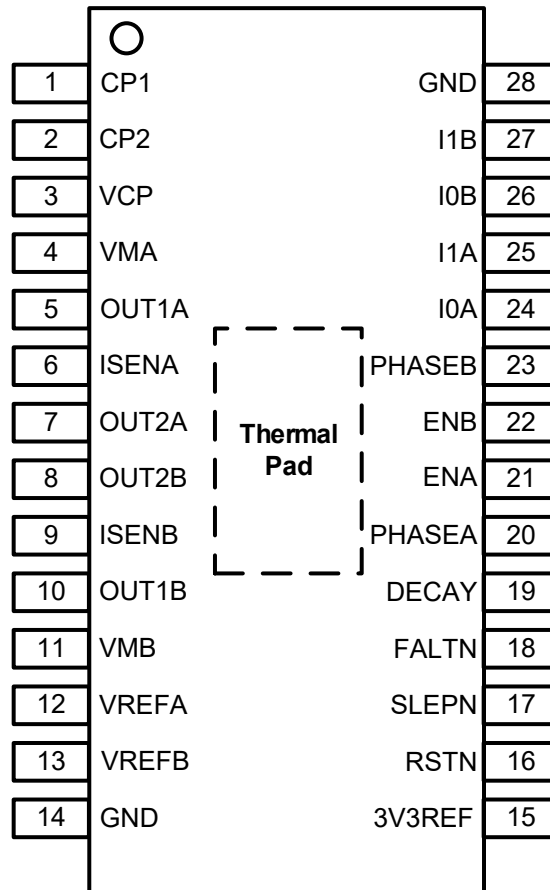 1 CP1 GND 28
2 CP2 I1B 27
3 VCP I0B 26
4 VMA I1A 25
5 OUT1A I0A 24
6 ISENA PHASEB 23
7 OUT2A ENB 22
Thermal
Pad
8 OUT2B ENA 21
9 ISENB PHASEA 20
10 OUT1B DECAY 19
11 VMB FALTN 18
12 VREFA SLEPN 17
13 VREFB RSTN 16
14 GND 3V3REF 15